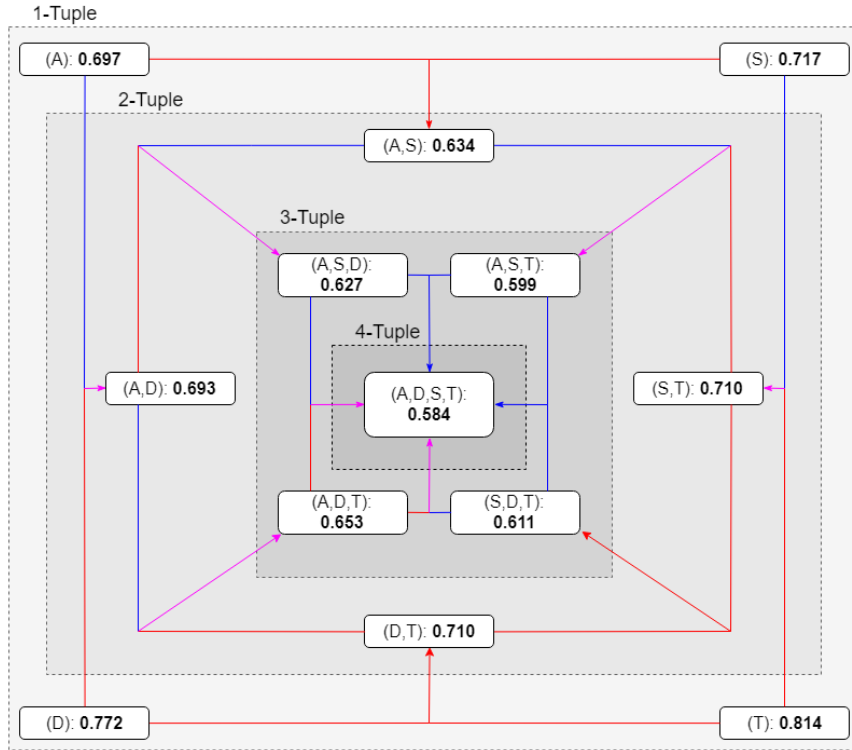 1-Tuple
(A): 0.697
(S): 0.717
2-Tuple
(A,S): 0.634
3-Tuple
(A,S,D):
0.627
(A,S,T):
0.599
4-Tuple
(A,D): 0.693
(A,D,S,T):
0.584
(S,T): 0.710
(A,D,T):
0.653
(S,D,T):
0.611
(D,T): 0.710
(D): 0.772
(T): 0.814